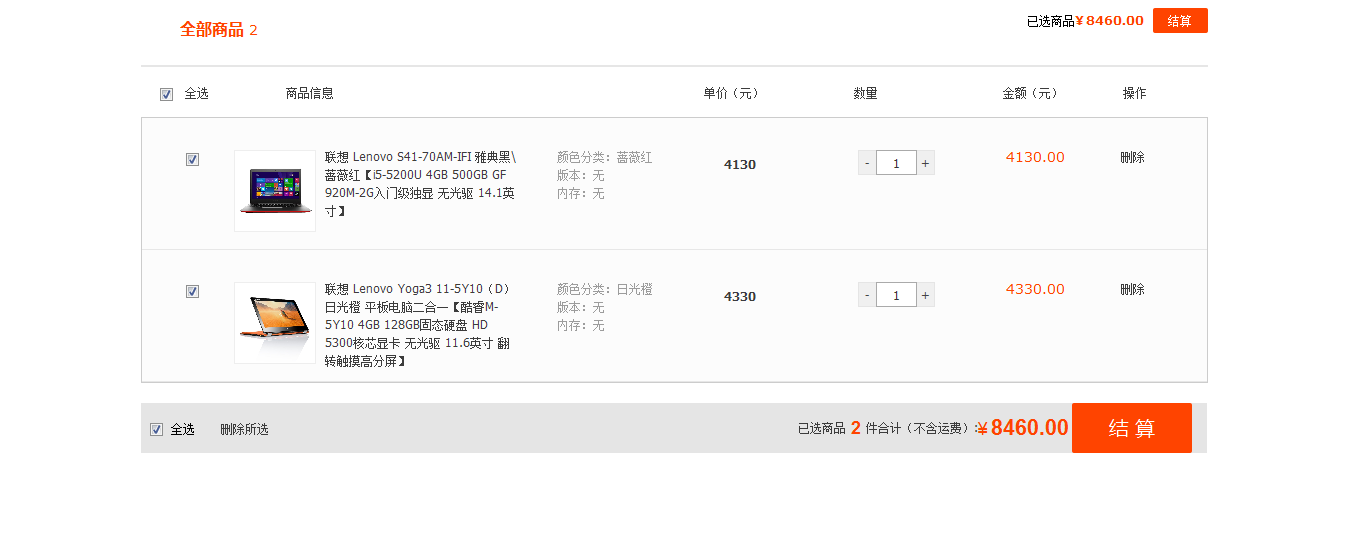 全部商品 2
已选商品¥8460.00 结算
全选 商品信息 单价（元） 数量 金额（元） 操作
联想 Lenovo S41-70AM-IFI 雅典黑\
蔷薇红【i5-5200U 4GB 500GB GF
920M-2G入门级独显 无光驱 14.1英
寸】
颜色分类：蔷薇红
版本：无
内存：无
4130
- 1 +
4130.00
删除
联想 Lenovo Yoga3 11-5Y10（D）
日光橙 平板电脑二合一【酷睿M-
5Y10 4GB 128GB固态硬盘 HD
5300核芯显卡 无光驱 11.6英寸 翻
转触摸高分屏】
颜色分类：日光橙
版本：无
内存：无
4330
- 1 +
4330.00
删除
全选 删除所选 已选商品 2 件合计（不含运费）:¥8460.00 结 算